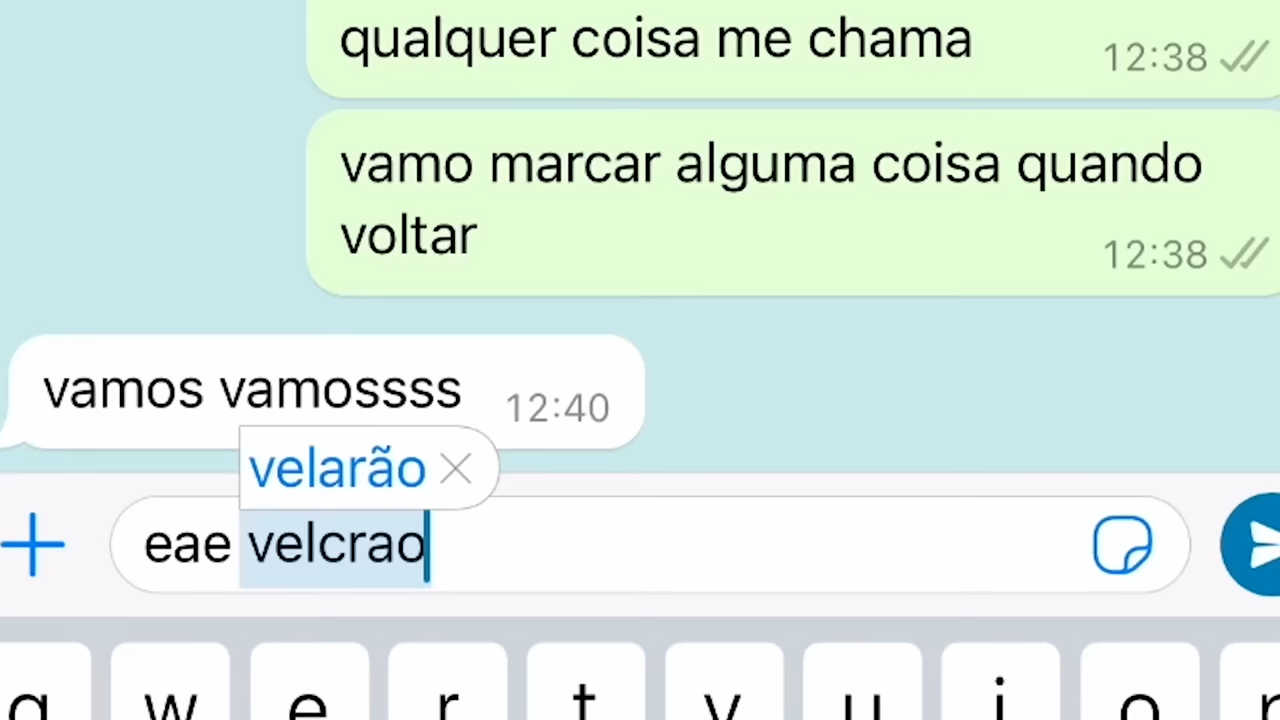 qualquer coisa me chama
12:38
vamo marcar alguma coisa quando
voltar
12:38
vamos vamossss
12:40
velarão
eae velcrao
q w e r t y u i o p